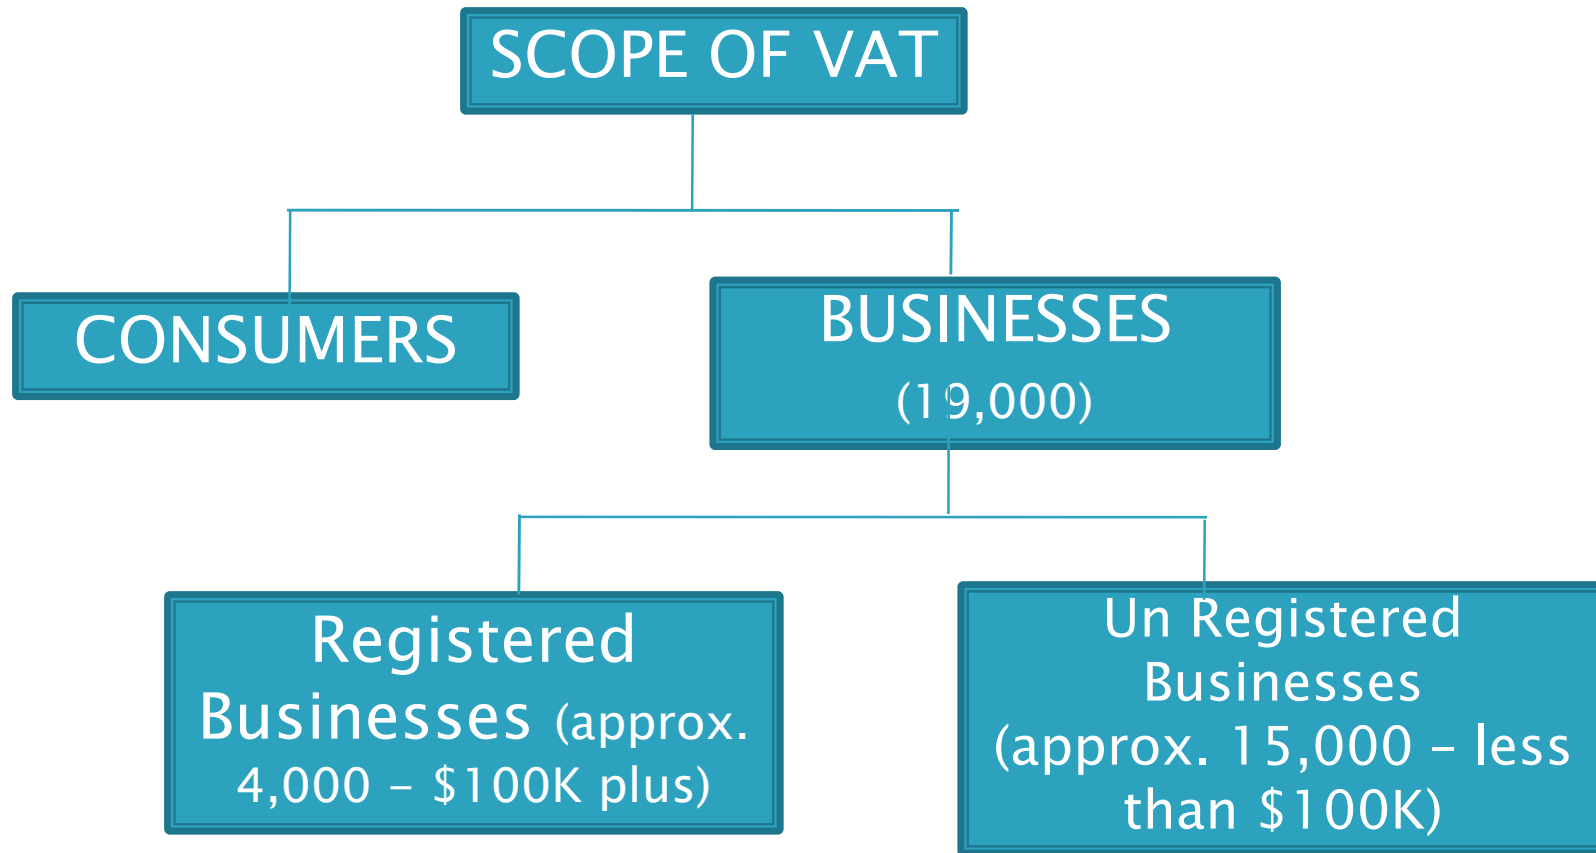 SCOPE OF VAT
CONSUMERS
BUSINESSES
(19,000)
Registered
Businesses (approx.
4,000 – $100K plus)
Un Registered
Businesses
(approx. 15,000 – less
than $100K)